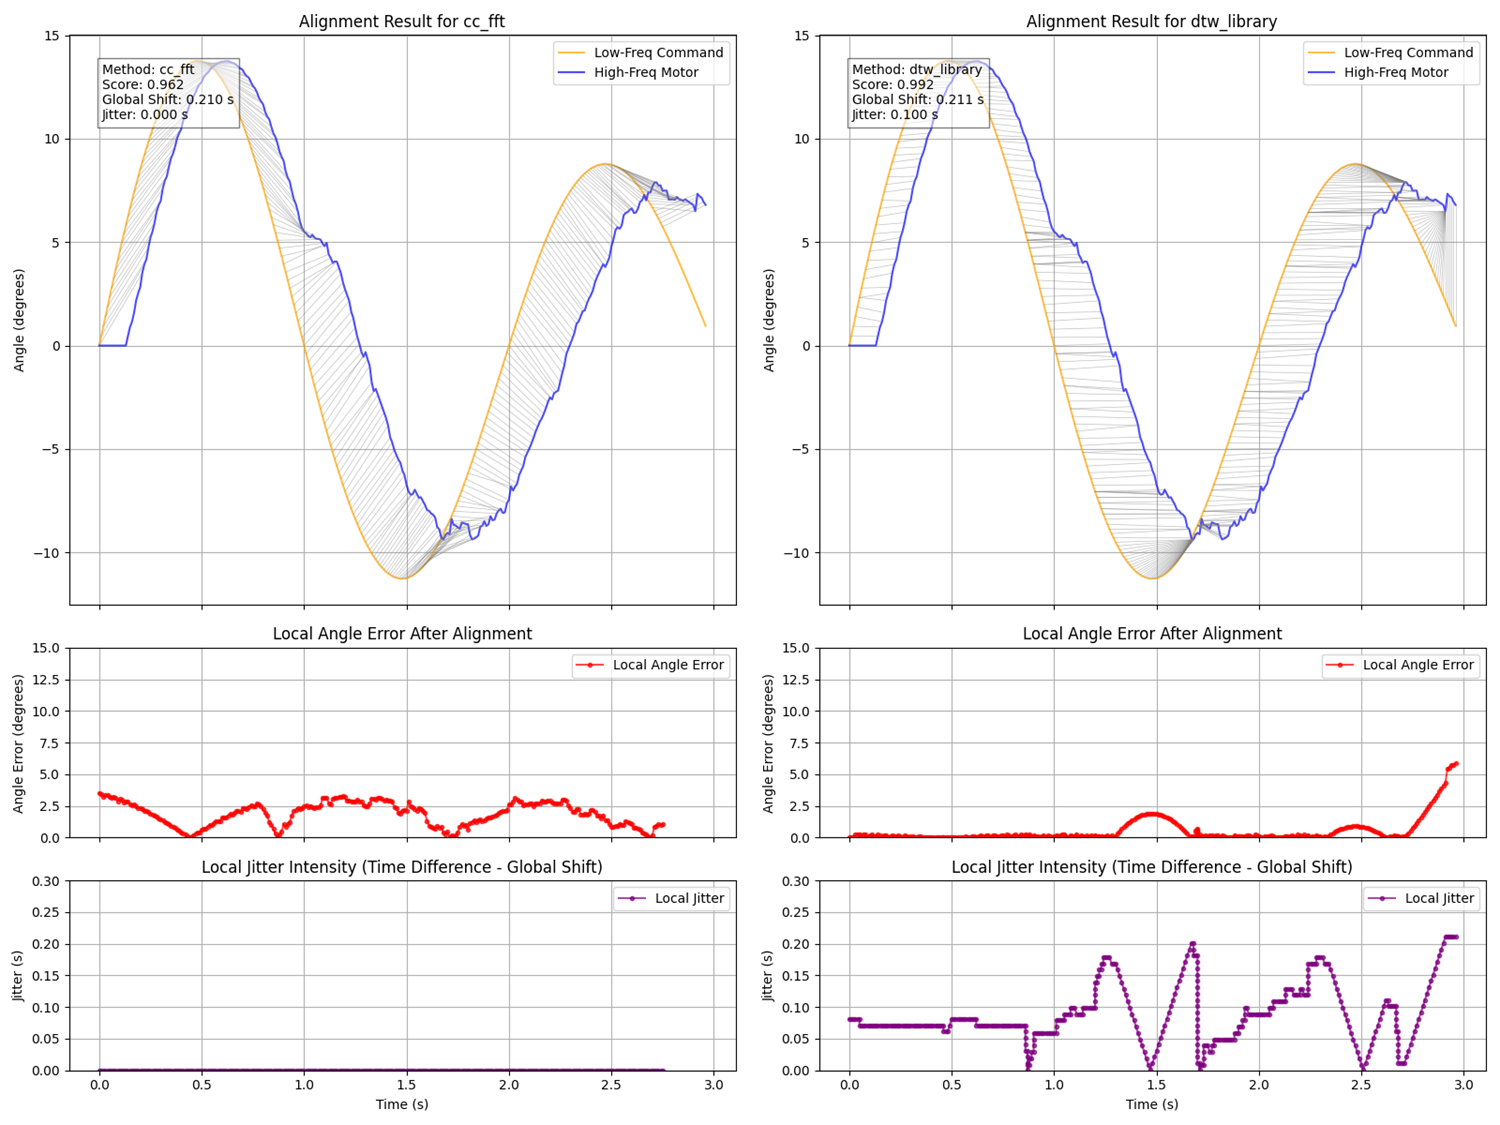 Alignment Result for cc_fft
15
10
5
0
−5
−10
Angle (degrees)
Method: cc_fft
Score: 0.962
Global Shift: 0.210 s
Jitter: 0.000 s
Low-Freq Command
High-Freq Motor
Alignment Result for dtw_library
15
10
5
0
−5
−10
Angle (degrees)
Method: dtw_library
Score: 0.992
Global Shift: 0.211 s
Jitter: 0.100 s
Low-Freq Command
High-Freq Motor
Local Angle Error After Alignment
15.0
12.5
10.0
7.5
5.0
2.5
0.0
Angle Error (degrees)
Local Angle Error
Local Angle Error After Alignment
15.0
12.5
10.0
7.5
5.0
2.5
0.0
Angle Error (degrees)
Local Angle Error
Local Jitter Intensity (Time Difference - Global Shift)
0.30
0.25
0.20
0.15
0.10
0.05
0.00
Jitter (s)
Local Jitter
0.0 0.5 1.0 1.5 2.0 2.5 3.0
Time (s)
Local Jitter Intensity (Time Difference - Global Shift)
0.30
0.25
0.20
0.15
0.10
0.05
0.00
Jitter (s)
Local Jitter
0.0 0.5 1.0 1.5 2.0 2.5 3.0
Time (s)